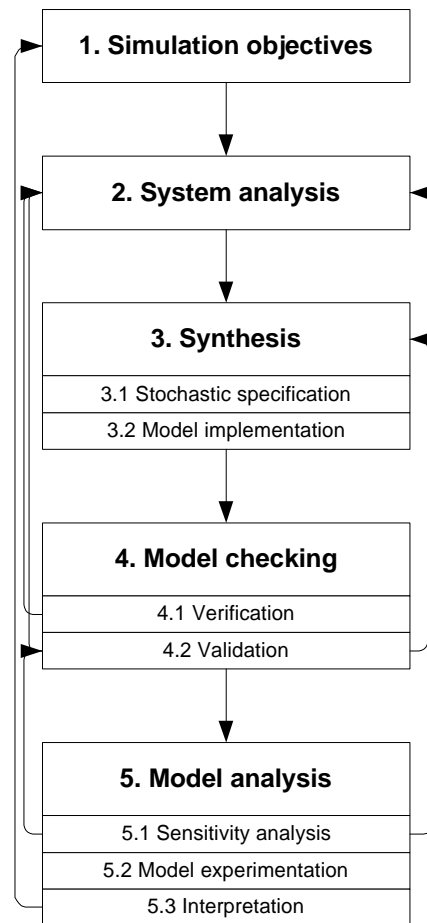 1. Simulation objectives
2. System analysis
3. Synthesis
3.1 Stochastic specification
3.2 Model implementation
4. Model checking
4.1 Verification
4.2 Validation
5. Model analysis
5.1 Sensitivity analysis
5.2 Model experimentation
5.3 Interpretation